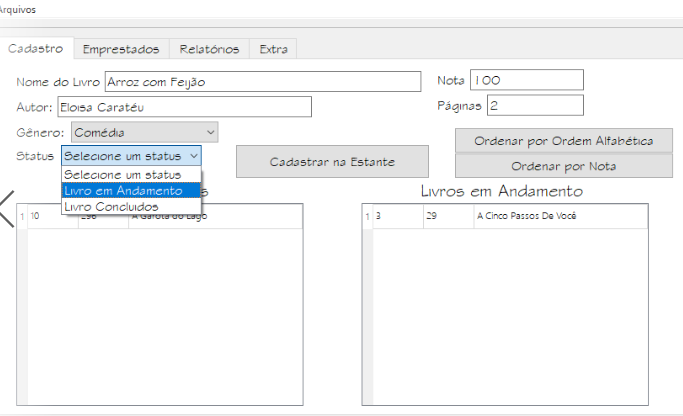 Arquivos
Cadastro Emprestados Relatórios Extra
Nome do Livro Arroz com Feijão
Nota 100
Autor: Eloisa Caratéu
Páginas 2
Gênero: Comédia
Ordenar por Ordem Alfabética
Status Selecione um status
Cadastrar na Estante
Ordenar por Nota
Selecione um status
Livro em Andamento
Livro Concluidos
Livros em Andamento
1 10 296 A Garota do Lago
1 3 29 A Cinco Passos De Você